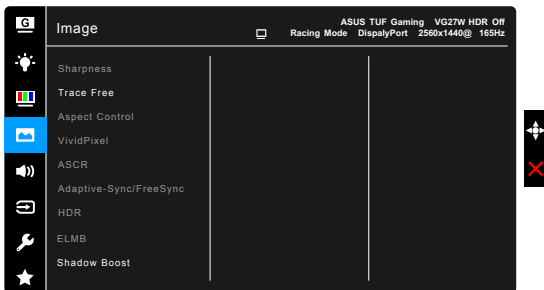 G
Image
ASUS TUF Gaming VG27W HDR Off
Racing Mode DispalyPort 2560x1440@ 165Hz
Sharpness
Trace Free
Aspect Control
VividPixel
ASCR
Adaptive-Sync/FreeSync
HDR
ELMB
Shadow Boost